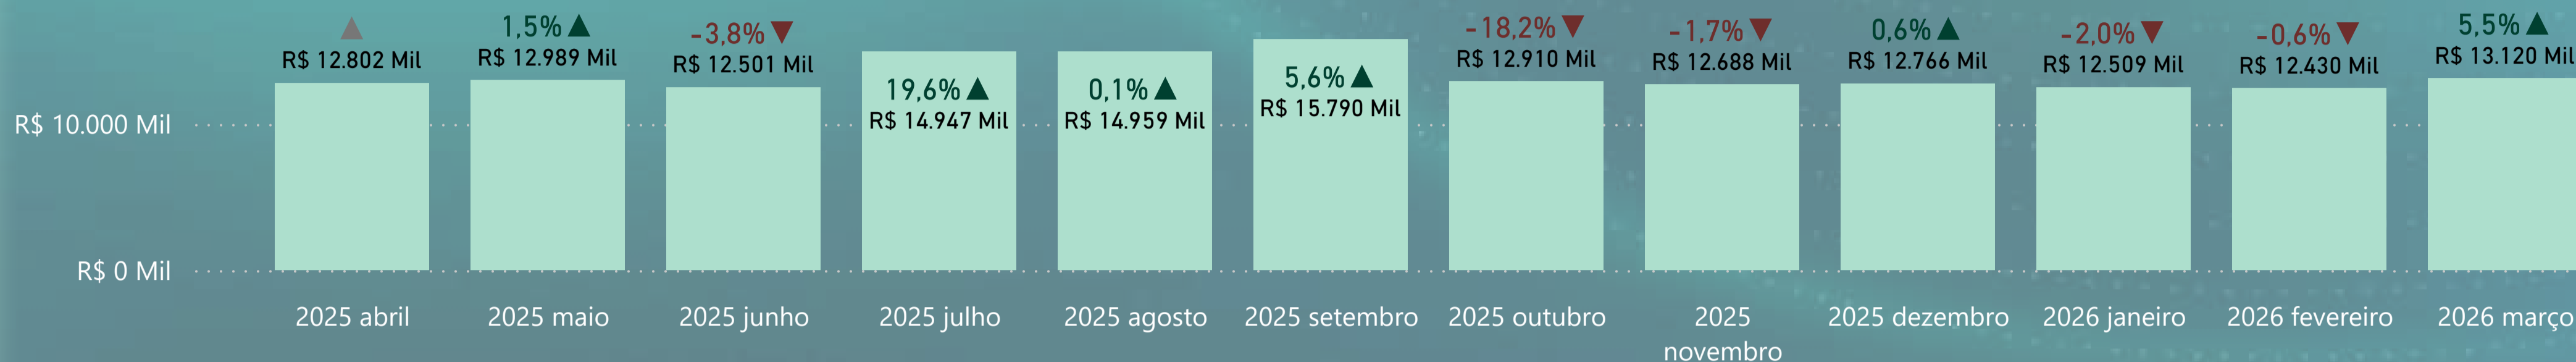 ▲
R$ 12.802 Mil
1,5% ▲
R$ 12.989 Mil
-3,8% ▼
R$ 12.501 Mil
19,6% ▲
R$ 14.947 Mil
0,1% ▲
R$ 14.959 Mil
5,6% ▲
R$ 15.790 Mil
-18,2% ▼
R$ 12.910 Mil
-1,7% ▼
R$ 12.688 Mil
0,6% ▲
R$ 12.766 Mil
-2,0% ▼
R$ 12.509 Mil
-0,6% ▼
R$ 12.430 Mil
5,5% ▲
R$ 13.120 Mil
R$ 10.000 Mil
R$ 0 Mil
2025 abril
2025 maio
2025 junho
2025 julho
2025 agosto
2025 setembro
2025 outubro
2025
novembro
2025 dezembro
2026 janeiro
2026 fevereiro
2026 março